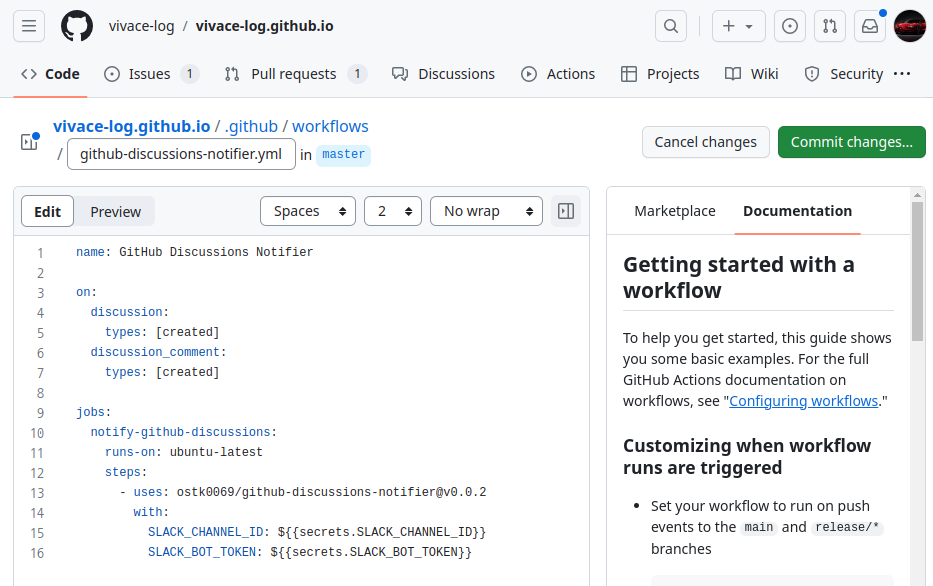 vivace-log / vivace-log.github.io
Code Issues 1 Pull requests 1 Discussions Actions Projects Wiki Security
vivace-log.github.io / .github / workflows
/ github-discussions-notifier.yml in master
Cancel changes Commit changes...
Edit Preview Spaces 2 No wrap
1 name: GitHub Discussions Notifier
2
3 on:
4 discussion:
5 types: [created]
6 discussion_comment:
7 types: [created]
8
9 jobs:
10 notify-github-discussions:
11 runs-on: ubuntu-latest
12 steps:
13 - uses: ostk0069/github-discussions-notifier@v0.0.2
14 with:
15 SLACK_CHANNEL_ID: ${{secrets.SLACK_CHANNEL_ID}}
16 SLACK_BOT_TOKEN: ${{secrets.SLACK_BOT_TOKEN}}
Marketplace Documentation
Getting started with a
workflow
To help you get started, this guide shows
you some basic examples. For the full
GitHub Actions documentation on
workflows, see "Configuring workflows."
Customizing when workflow
runs are triggered
• Set your workflow to run on push
events to the main and release/*
branches